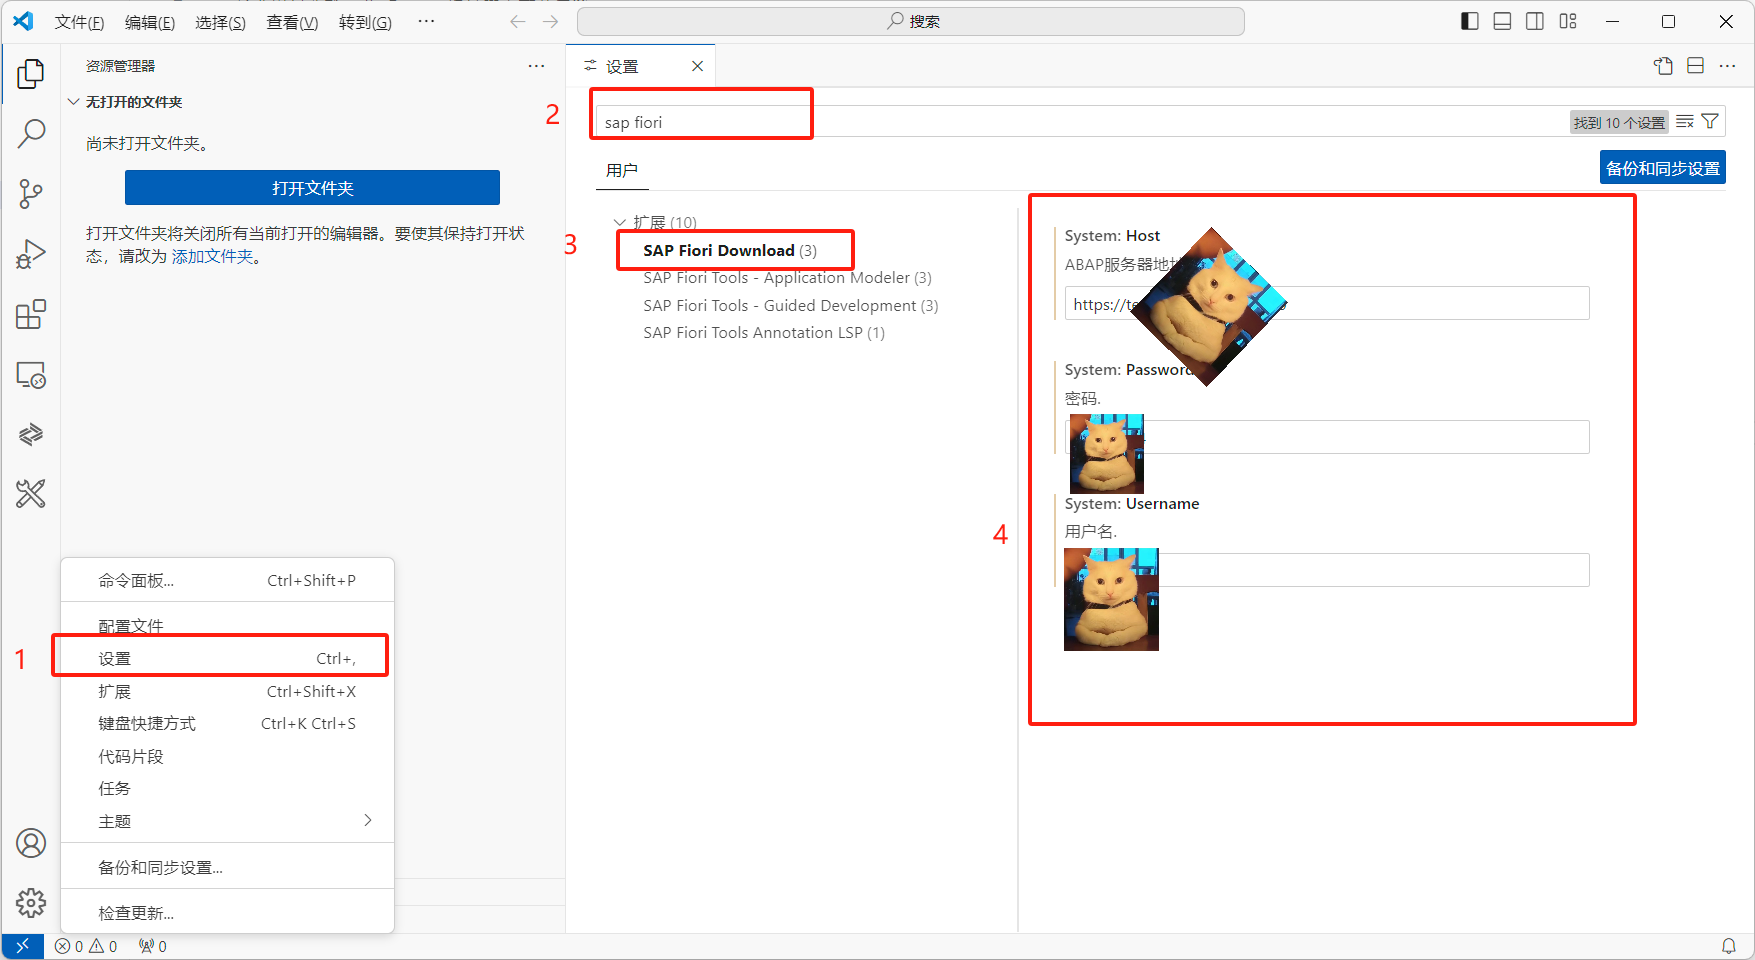 文件(F) 编辑(E) 选择(S) 查看(V) 转到(G) ··· 搜索
资源管理器 ···
设置
无打开的文件夹
2
sap fiori
找到 10 个设置
尚未打开文件夹。
用户
备份和同步设置
打开文件夹
打开文件夹将关闭所有当前打开的编辑器。要使其保持打开状
态，请改为 添加文件夹。
扩展 (10)
3
SAP Fiori Download (3)
SAP Fiori Tools - Application Modeler (3)
SAP Fiori Tools - Guided Development (3)
SAP Fiori Tools Annotation LSP (1)
System: Host
ABAP服务器地
https://te
System: Password
密码.
System: Username
4
用户名.
命令面板... Ctrl+Shift+P
配置文件
1
设置 Ctrl+,
扩展 Ctrl+Shift+X
键盘快捷方式 Ctrl+K Ctrl+S
代码片段
任务
主题
备份和同步设置...
检查更新...
0 0 0